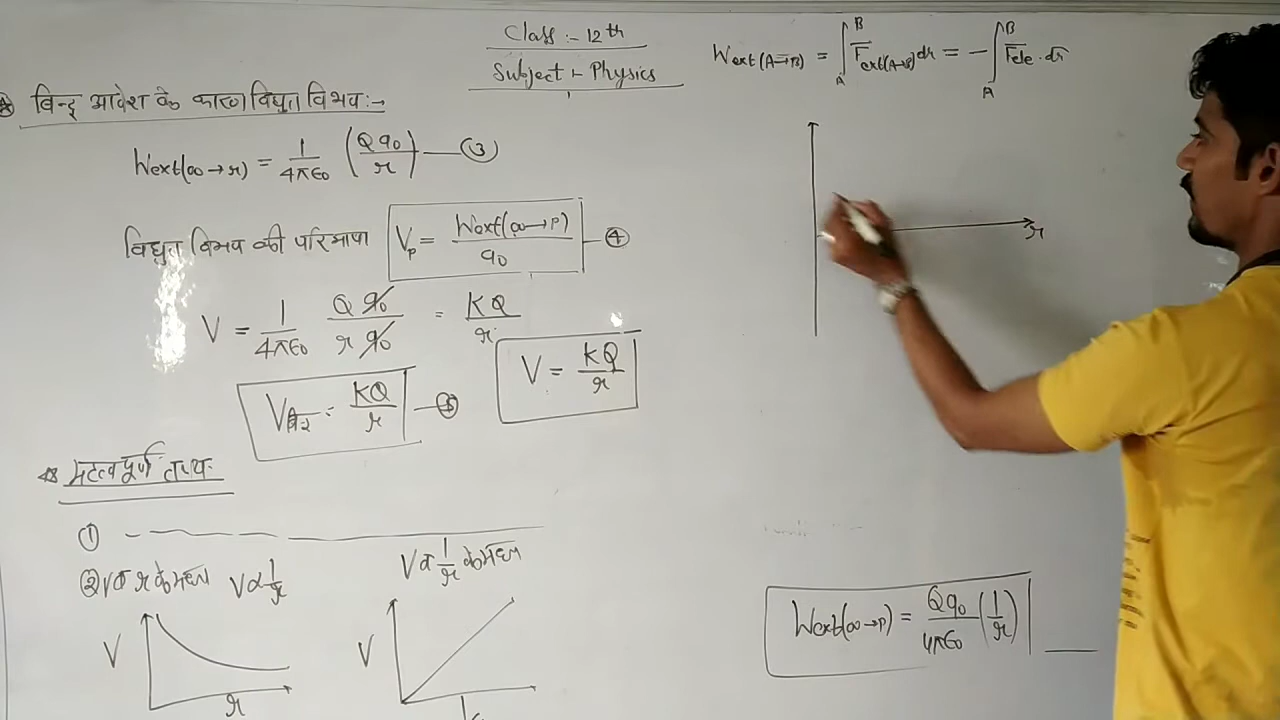 Class :- 12th
Subject :- Physics
बिन्दु आवेश के कारण विद्युत विभव :-
Wext(∞→r) = 1/4πε0 (Qq0/r) — ③
विद्युत विभव की परिभाषा Vp = Wext(∞→P)/q0 — ④
V = 1/4πε0 Qq0/rq0 = KQ/r
V = KQ/r
= KQ/r
महत्वपूर्ण तथ्य
①
② V व r के मध्य V∝1/r
V व 1/r के मध्य
V
r
V
Wext(A→B) = ∫A^B Fext(A→B) dr = -∫A^B Fele · dr
r
Wext(∞→P) = Qq0/4πε0 (1/r)